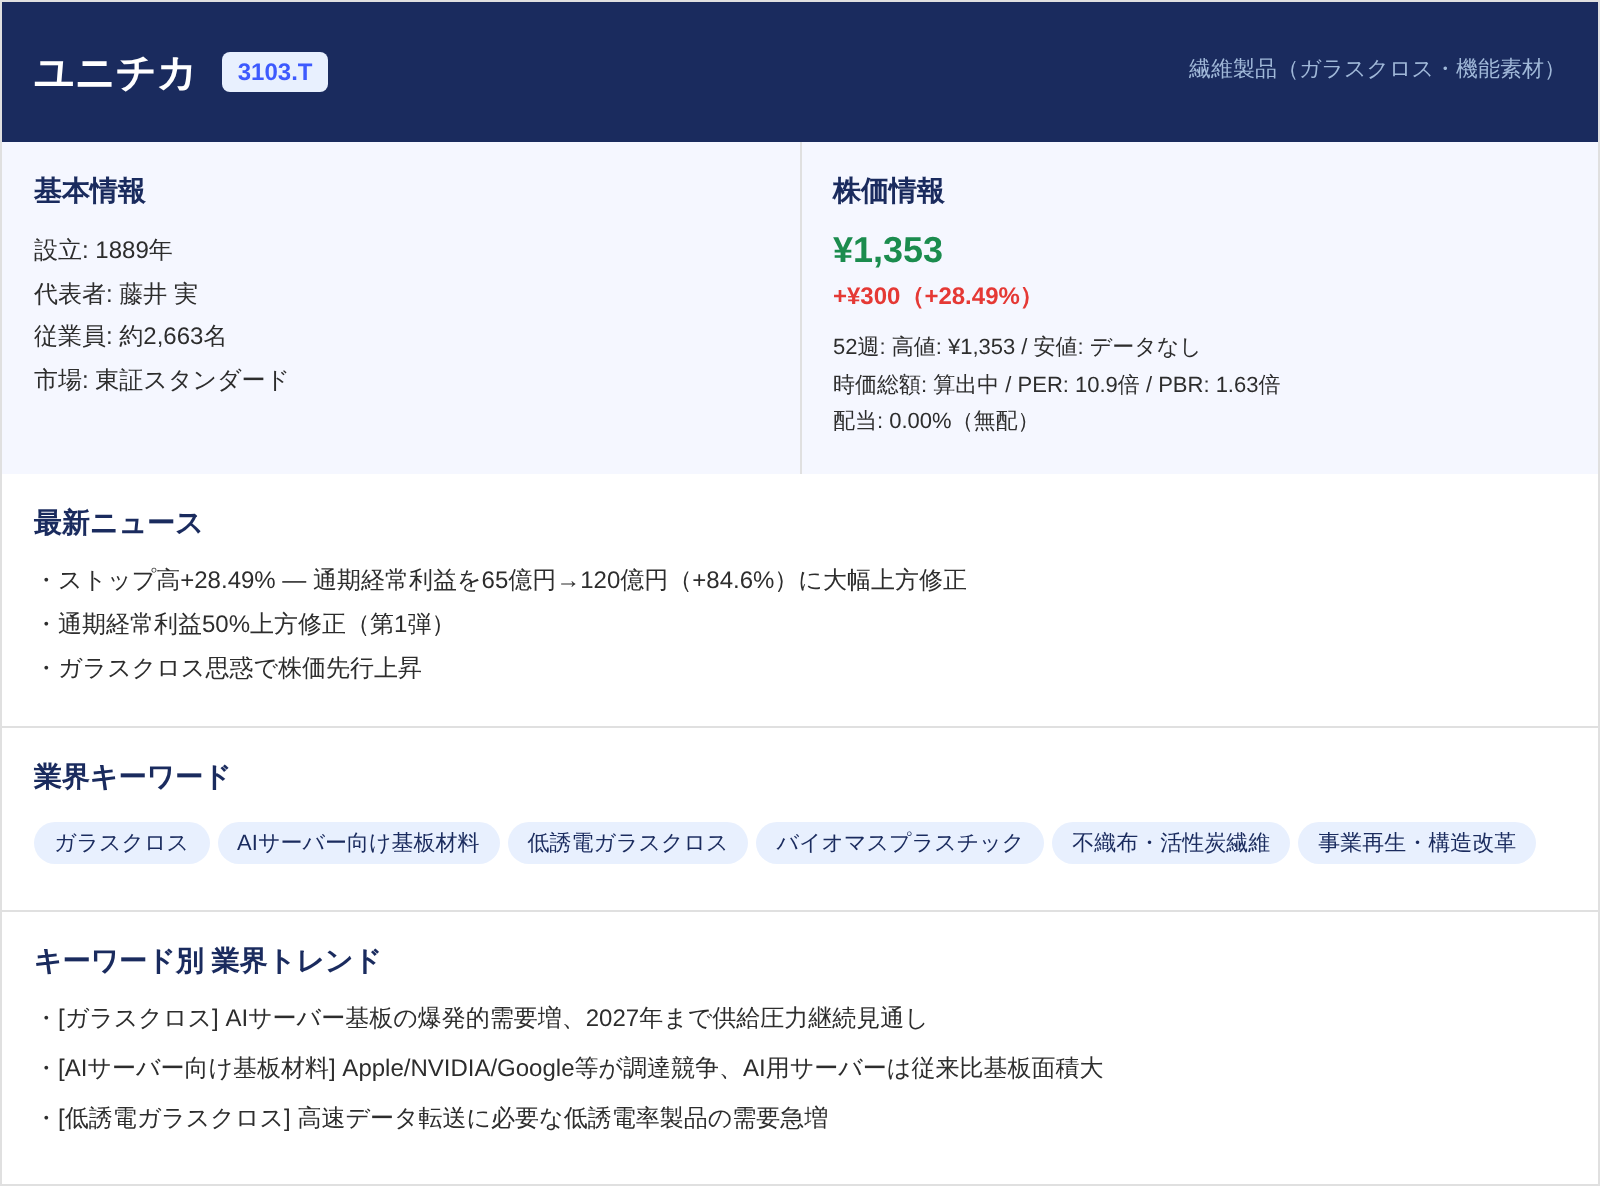 ユニチカ 3103.T
繊維製品（ガラスクロス・機能素材）
基本情報
設立: 1889年
代表者: 藤井 実
従業員: 約2,663名
市場: 東証スタンダード
株価情報
¥1,353
+¥300（+28.49%）
52週: 高値: ¥1,353 / 安値: データなし
時価総額: 算出中 / PER: 10.9倍 / PBR: 1.63倍
配当: 0.00%（無配）
最新ニュース
・ストップ高+28.49% — 通期経常利益を65億円→120億円（+84.6%）に大幅上方修正
・通期経常利益50%上方修正（第1弾）
・ガラスクロス思惑で株価先行上昇
業界キーワード
ガラスクロス AIサーバー向け基板材料 低誘電ガラスクロス バイオマスプラスチック 不織布・活性炭繊維 事業再生・構造改革
キーワード別 業界トレンド
・[ガラスクロス] AIサーバー基板の爆発的需要増、2027年まで供給圧力継続見通し
・[AIサーバー向け基板材料] Apple/NVIDIA/Google等が調達競争、AI用サーバーは従来比基板面積大
・[低誘電ガラスクロス] 高速データ転送に必要な低誘電率製品の需要急増